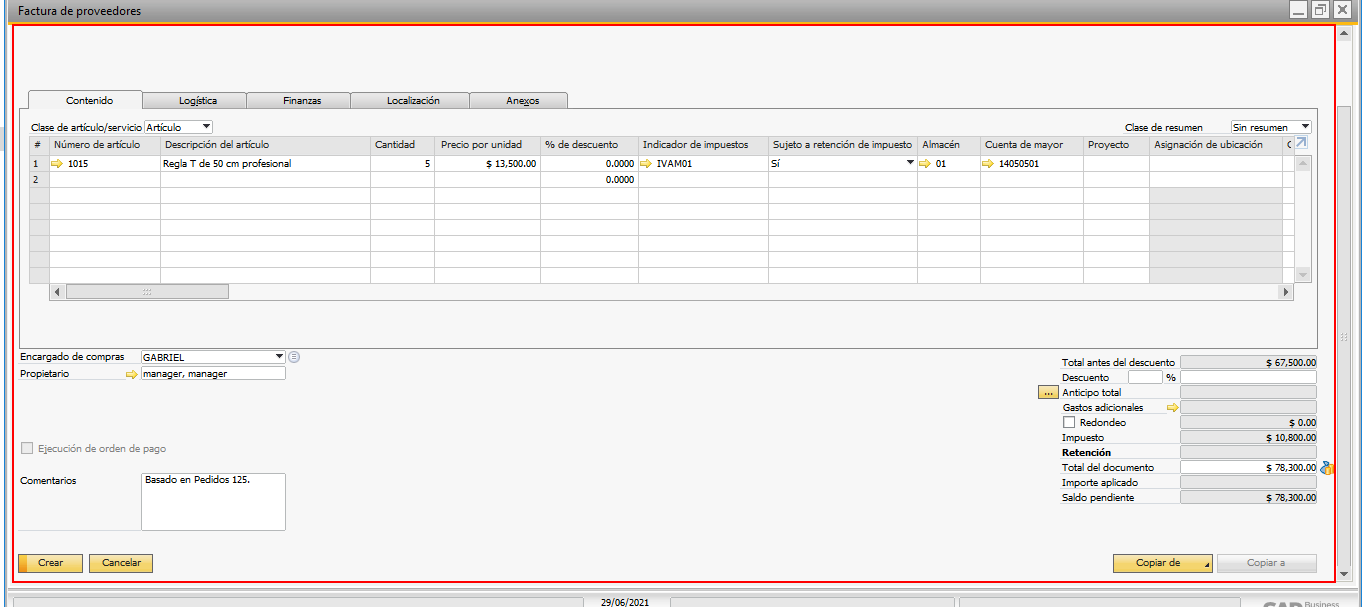 Factura de proveedores
Contenido Logística Finanzas Localización Anexos
Clase de artículo/servicio Artículo Clase de resumen Sin resumen
# Número de artículo Descripción del artículo Cantidad Precio por unidad % de descuento Indicador de impuestos Sujeto a retención de impuesto Almacén Cuenta de mayor Proyecto Asignación de ubicación
1 1015 Regla T de 50 cm profesional 5 $ 13,500.00 0.0000 IVAM01 Sí 01 14050501
2 0.0000
Encargado de compras GABRIEL
Propietario manager, manager
Total antes del descuento $ 67,500.00
Descuento %
... Anticipo total
Gastos adicionales
Redondeo $ 0.00
Impuesto $ 10,800.00
Retención
Total del documento $ 78,300.00
Importe aplicado
Saldo pendiente $ 78,300.00
Ejecución de orden de pago
Comentarios Basado en Pedidos 125.
Crear Cancelar Copiar de Copiar a
29/06/2021 SAP Business